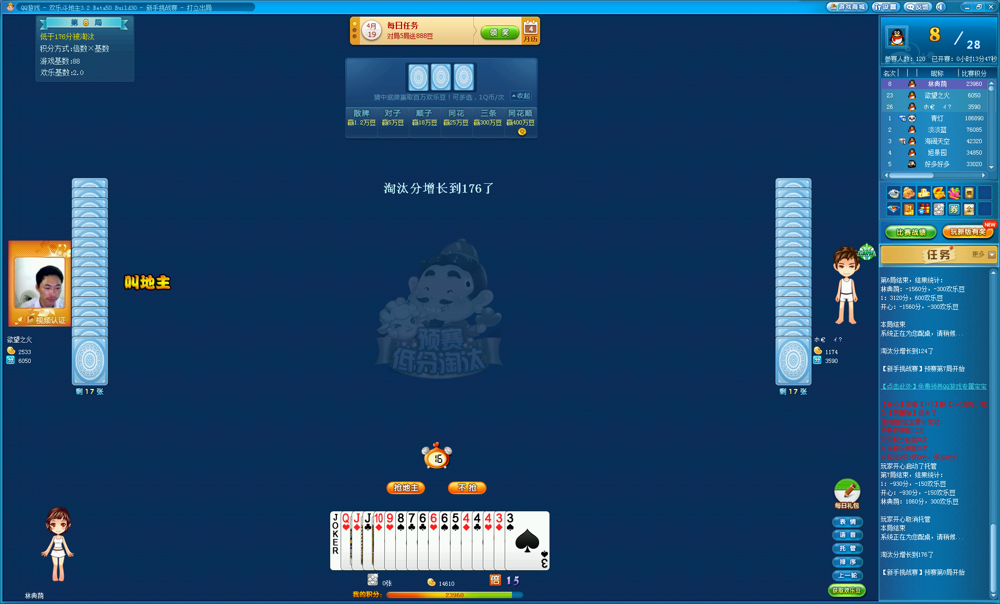 QQ游戏 - 欢乐斗地主3.2 Beta50 Build30 - 新手挑战赛 - 打立出局
游戏商城 设置 反馈
第 8 局
低于176分被淘汰
积分方式:倍数×基数
游戏基数:88
欢乐基数:2.0
4月
19
每日任务
对局5局送888豆
领 奖
4
月历
猜中底牌赢取百万欢乐豆！可多选，1Q币/次
收起
散牌 对子 顺子 同花 三条 同花顺
赢1.2万豆 赢5万豆 赢18万豆 赢25万豆 赢300万豆 赢400万豆
淘汰分增长到176了
叫地主
视频认证
欲望之火
2533
分 6050
剩 17 张
预赛
低分淘汰
GAME
ホ€ ィ?
1174
分 3590
剩 17 张
16
抢地主 不 抢
JOKER Q J J 10 9 8 7 6 6 6 5 4 4 4 3 3
3
0张 14610 倍 15
我的积分: 23960
林典荫
8 / 28
参赛人数: 120 已开赛: 0小时13分47秒
名次 昵称 比赛积分
8 林典荫 23960
23 欲望之火 6050
26 ホ€ ィ? 3590
1 青灯 186890
2 淡淡蓝 76085
3 海阔天空 42320
4 旭景园 34850
5 好多好多 33020
倍
财 券 金
比赛战绩 玩新版有奖 NEW
任务 更多
第6局结束, 结果统计:
林典荫: -1560分, -300欢乐豆
1: 3120分, 600欢乐豆
开心: -1560分, -300欢乐豆
本局结束
系统正在为您配桌, 请稍候...
淘汰分增长到124了
【新手挑战赛】预赛第7局开始
【点击此处】免费领养QQ游戏专属宝宝
玩家开心启动了托管
第7局结束, 结果统计:
1: -930分, -150欢乐豆
开心: -930分, -150欢乐豆
林典荫: 1860分, 300欢乐豆
玩家开心取消托管
本局结束
系统正在为您配桌, 请稍候...
淘汰分增长到176了
【新手挑战赛】预赛第8局开始
每日礼包
表 情
语 音
托 管
排 序
上一轮
获取欢乐豆